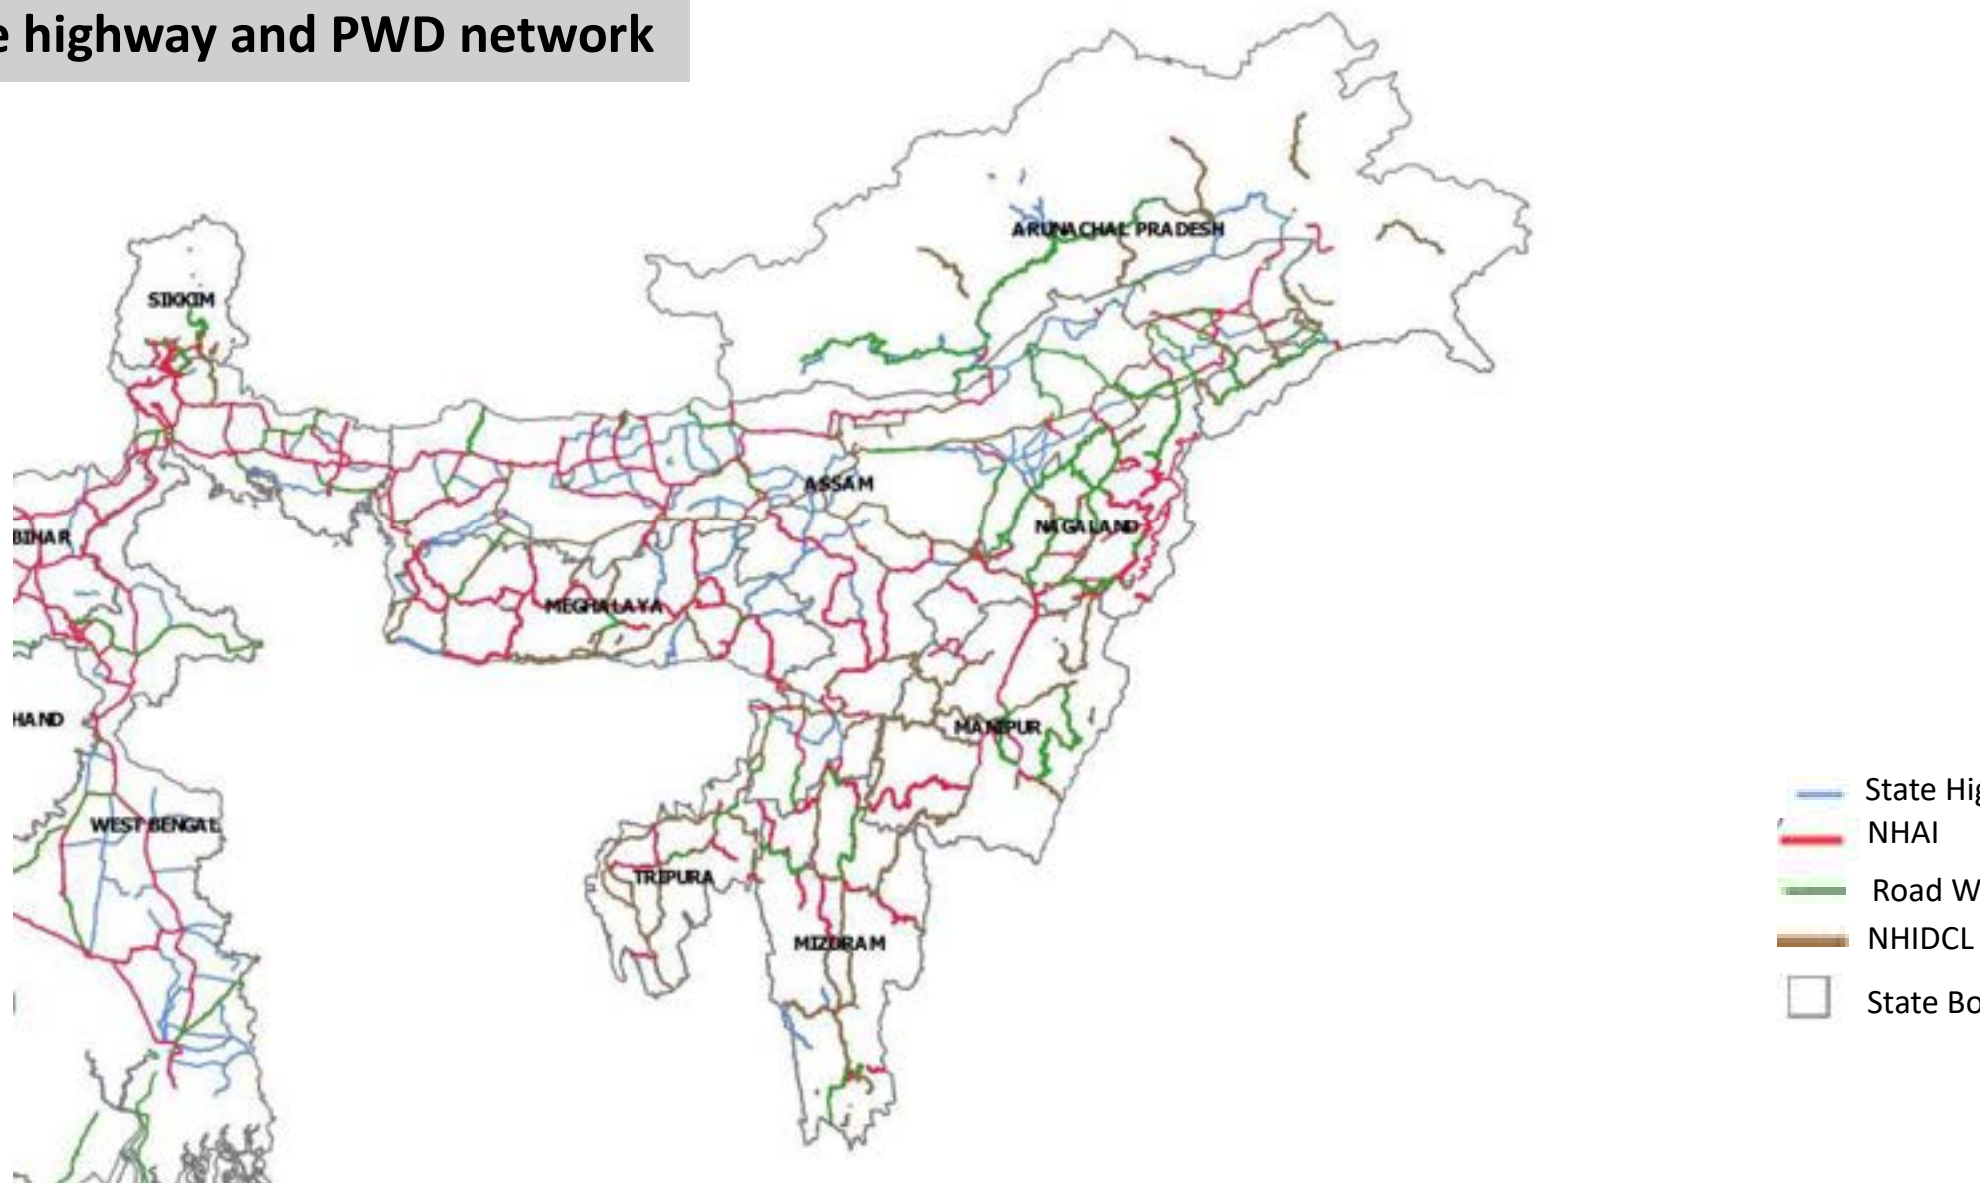 e highway and PWD network
ARUNACHAL PRADESH
SIKKIM
ASSAM
NAGALAND
BIHAR
MEGHALAYA
HAND
MANIPUR
WEST BENGAL
TRIPURA
MIZORAM
State Hig
NHAI
Road W
NHIDCL
State Bo